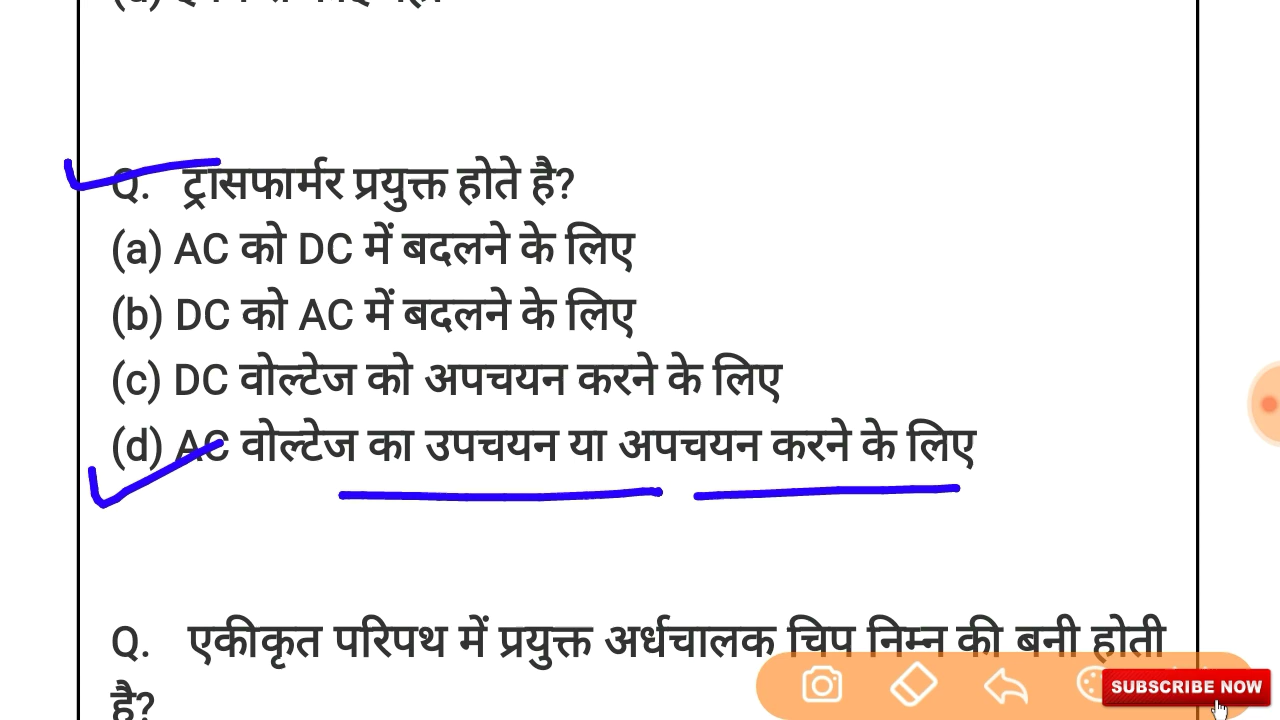 Q. ट्रासफार्मर प्रयुक्त होते है?
(a) AC को DC में बदलने के लिए
(b) DC को AC में बदलने के लिए
(c) DC वोल्टेज को अपचयन करने के लिए
(d) AC वोल्टेज का उपचयन या अपचयन करने के लिए
Q. एकीकृत परिपथ में प्रयुक्त अर्धचालक चिप निम्न की बनी होती
है?
SUBSCRIBE NOW